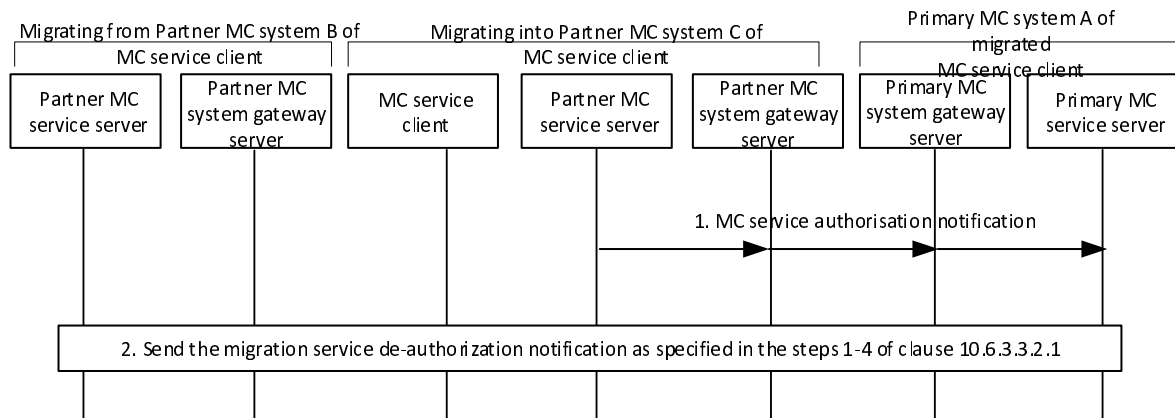 Migrating from Partner MC system B of
MC service client
Migrating into Partner MC system C of
MC service client
Primary MC system A of
migrated
MC service client
Partner MC
service server
Partner MC
system gateway
server
MC service
client
Partner MC
service server
Partner MC
system gateway
server
Primary MC
system gateway
server
Primary MC
service server
1. MC service authorisation notification
2. Send the migration service de-authorization notification as specified in the steps 1-4 of clause 10.6.3.3.2.1